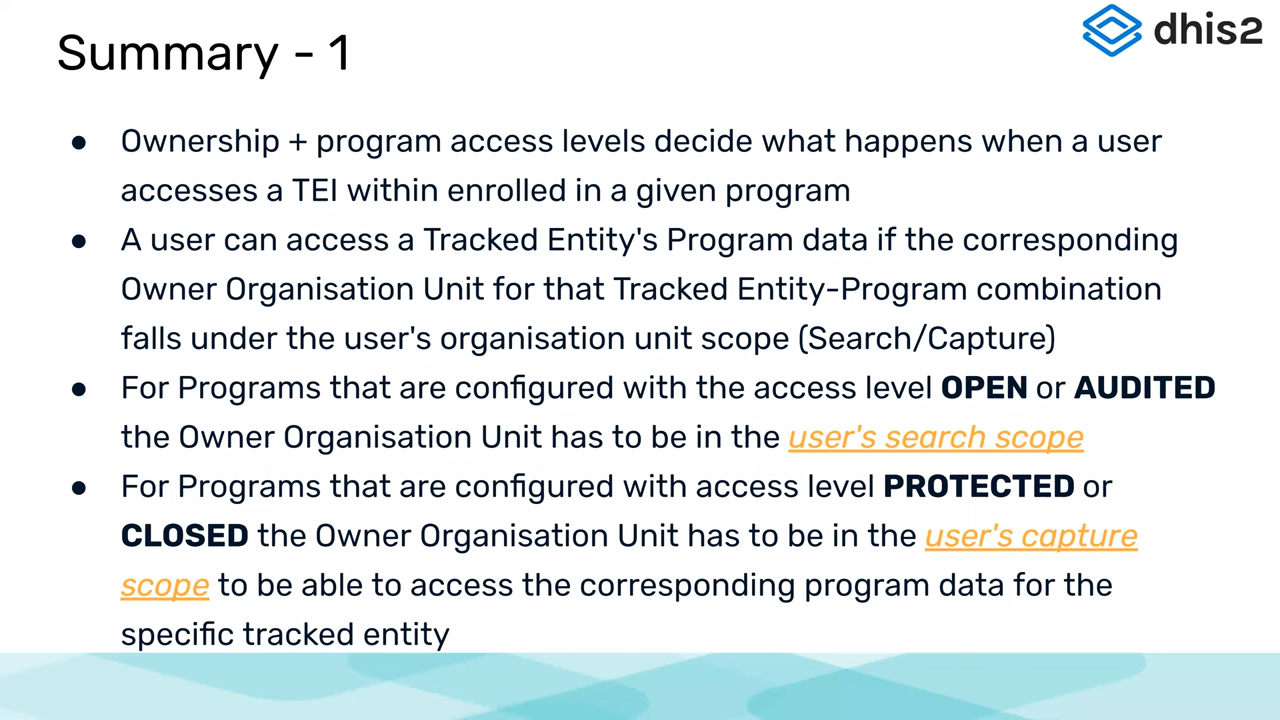 dhis2
Summary - 1
● Ownership + program access levels decide what happens when a user
accesses a TEI within enrolled in a given program
● A user can access a Tracked Entity's Program data if the corresponding
Owner Organisation Unit for that Tracked Entity-Program combination
falls under the user's organisation unit scope (Search/Capture)
● For Programs that are configured with the access level OPEN or AUDITED
the Owner Organisation Unit has to be in the user's search scope
● For Programs that are configured with access level PROTECTED or
CLOSED the Owner Organisation Unit has to be in the user's capture
scope to be able to access the corresponding program data for the
specific tracked entity